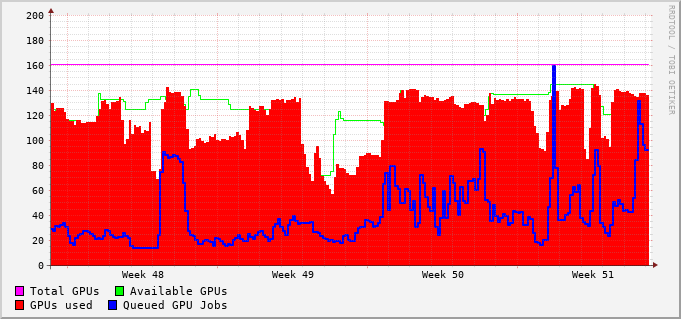 200
180
160
140
120
100
80
60
40
20
0
Week 48 Week 49 Week 50 Week 51
Total GPUs Available GPUs
GPUs used Queued GPU Jobs
RRDTOOL / TOBI OETIKER